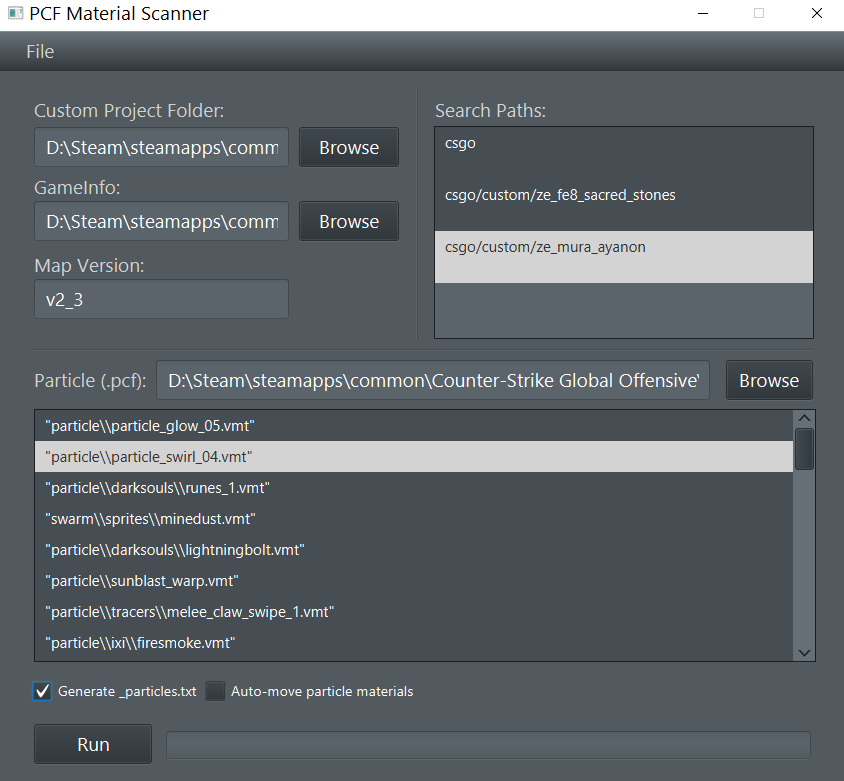 PCF Material Scanner
File
Custom Project Folder:
D:\Steam\steamapps\comm
Browse
GameInfo:
D:\Steam\steamapps\comm
Browse
Map Version:
v2_3
Search Paths:
csgo
csgo/custom/ze_fe8_sacred_stones
csgo/custom/ze_mura_ayanon
Particle (.pcf):
D:\Steam\steamapps\common\Counter-Strike Global Offensive\
Browse
"particle\\particle_glow_05.vmt"
"particle\\particle_swirl_04.vmt"
"particle\\darksouls\\runes_1.vmt"
"swarm\\sprites\\minedust.vmt"
"particle\\darksouls\\lightningbolt.vmt"
"particle\\sunblast_warp.vmt"
"particle\\tracers\\melee_claw_swipe_1.vmt"
"particle\\ixi\\firesmoke.vmt"
Generate _particles.txt
Auto-move particle materials
Run